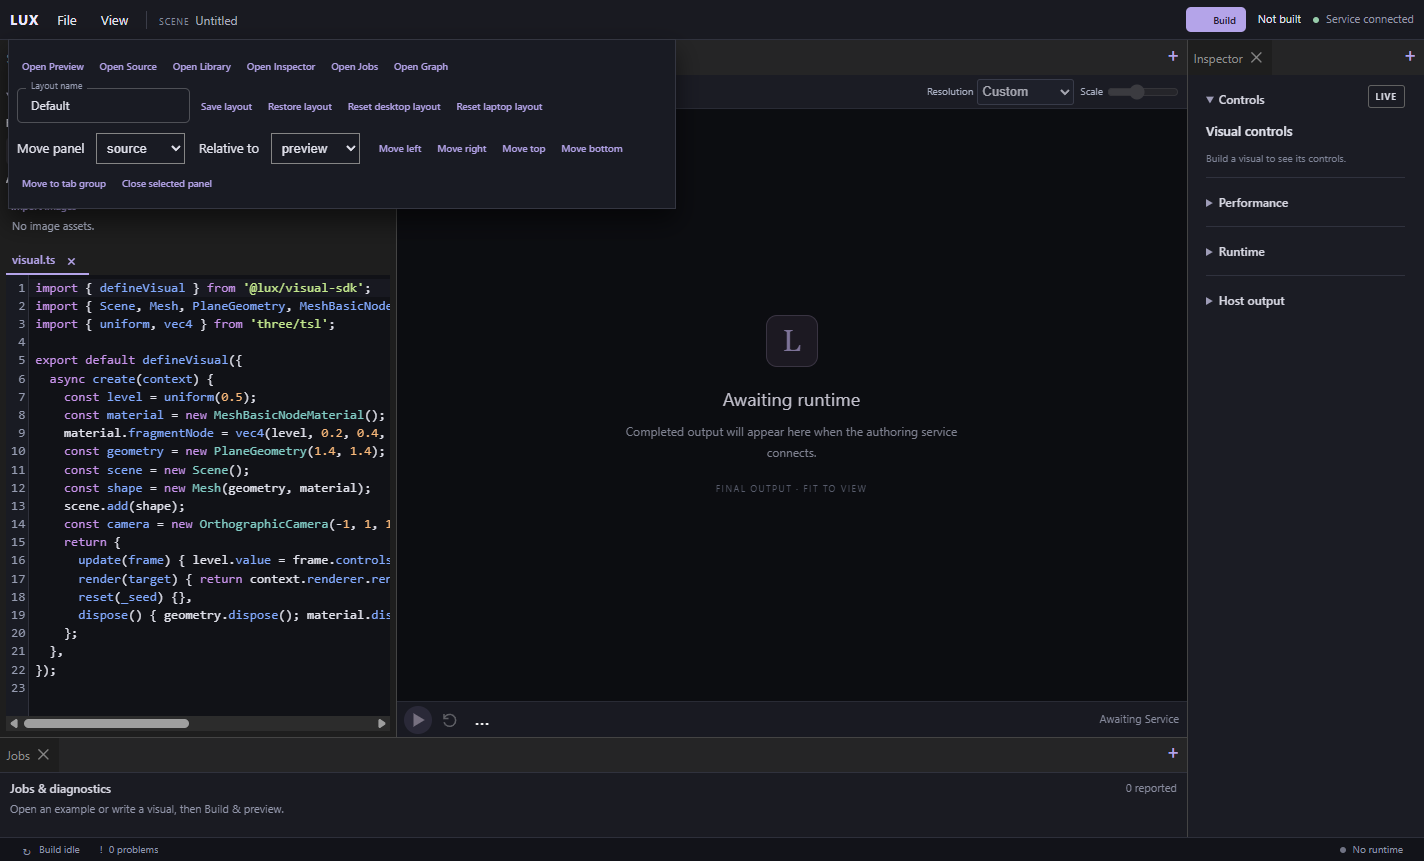 LUX File View SCENE Untitled Build Not built Service connected
Open Preview Open Source Open Library Open Inspector Open Jobs Open Graph
Layout name
Default Save layout Restore layout Reset desktop layout Reset laptop layout
Move panel source Relative to preview Move left Move right Move top Move bottom
Move to tab group Close selected panel
No image assets.
visual.ts ×
1 import { defineVisual } from '@lux/visual-sdk';
2 import { Scene, Mesh, PlaneGeometry, MeshBasicNode
3 import { uniform, vec4 } from 'three/tsl';
4
5 export default defineVisual({
6 async create(context) {
7 const level = uniform(0.5);
8 const material = new MeshBasicNodeMaterial();
9 material.fragmentNode = vec4(level, 0.2, 0.4,
10 const geometry = new PlaneGeometry(1.4, 1.4);
11 const scene = new Scene();
12 const shape = new Mesh(geometry, material);
13 scene.add(shape);
14 const camera = new OrthographicCamera(-1, 1, 1
15 return {
16 update(frame) { level.value = frame.controls
17 render(target) { return context.renderer.ren
18 reset(_seed) {},
19 dispose() { geometry.dispose(); material.dis
20 };
21 },
22 });
23
+
Resolution Custom Scale
L
Awaiting runtime
Completed output will appear here when the authoring service
connects.
FINAL OUTPUT · FIT TO VIEW
... Awaiting Service
Inspector +
Controls LIVE
Visual controls
Build a visual to see its controls.
Performance
Runtime
Host output
Jobs +
Jobs & diagnostics 0 reported
Open an example or write a visual, then Build & preview.
Build idle ! 0 problems No runtime